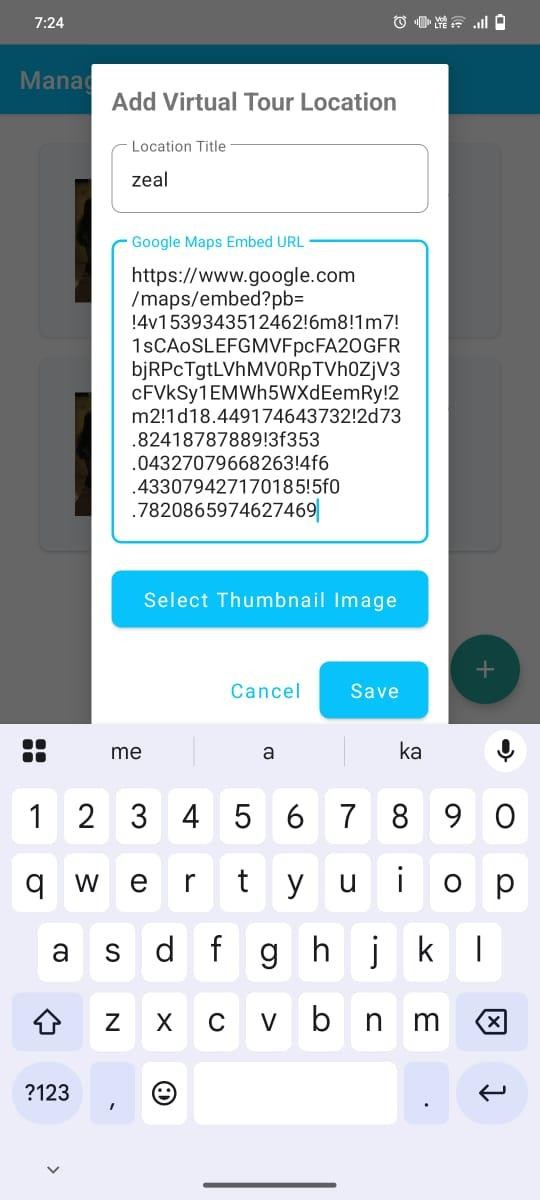 7:24
Vo)
LTE
Manag
Add Virtual Tour Location
Location Title
zeal
Google Maps Embed URL
https://www.google.com
/maps/embed?pb=
!4v1539343512462!6m8!1m7!
1sCAoSLEFGMVFpcFA2OGFR
bjRPcTgtLVhMV0RpTVh0ZjV3
cFVkSy1EMWh5WXdEemRy!2
m2!1d18.449174643732!2d73
.82418787889!3f353
.04327079668263!4f6
.433079427170185!5f0
.7820865974627469
Select Thumbnail Image
Cancel
Save
+
me
a
ka
1 2 3 4 5 6 7 8 9 0
q w e r t y u i o p
a s d f g h j k l
z x c v b n m
?123 , .